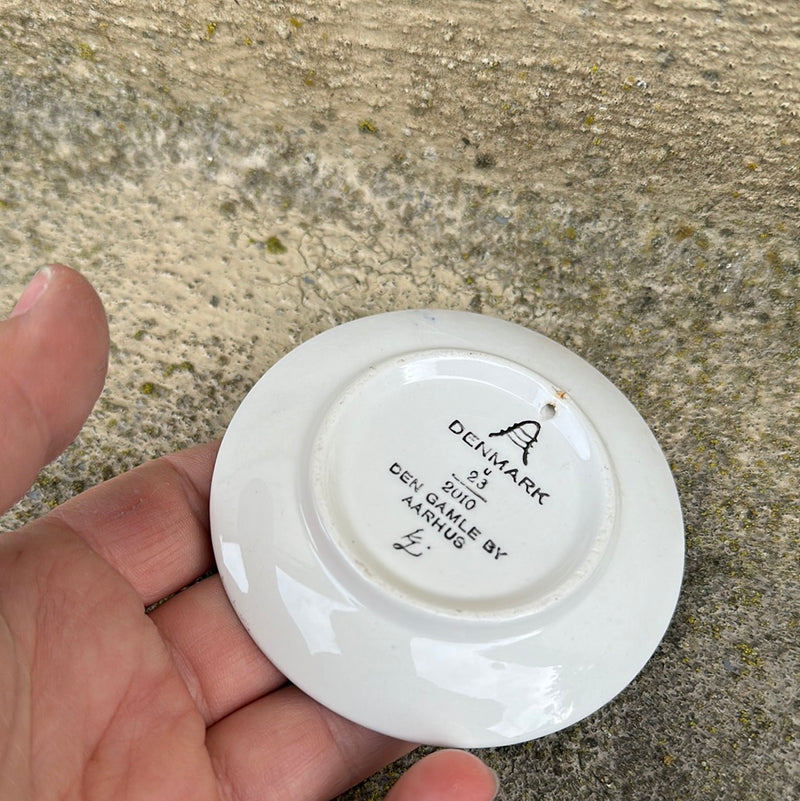 DENMARK
23
2010
DEN GAMLE BY
AARHUS